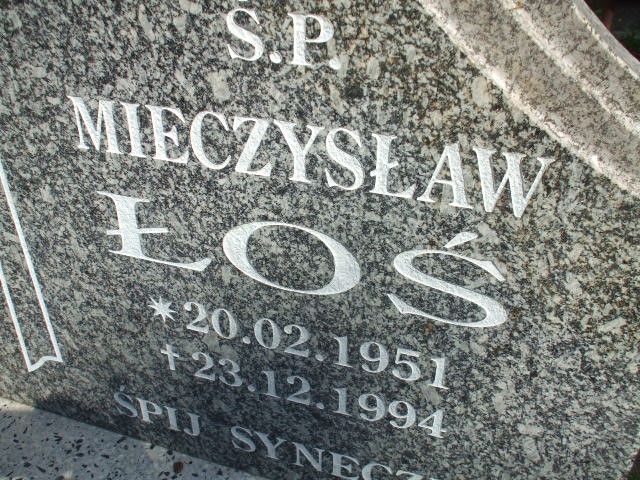 Ś.P.
MIECZYSŁAW
ŁOŚ
*20.02.1951
†23.12.1994
ŚPIJ